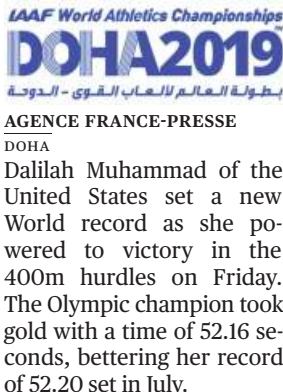 IAAF World Athletics Championships
DOHA2019
بطولة العالم لألعاب القوى - الدوحة
AGENCE FRANCE-PRESSE
DOHA
Dalilah Muhammad of the
United States set a new
World record as she po-
wered to victory in the
400m hurdles on Friday.
The Olympic champion took
gold with a time of 52.16 se-
conds, bettering her record
of 52.20 set in July.